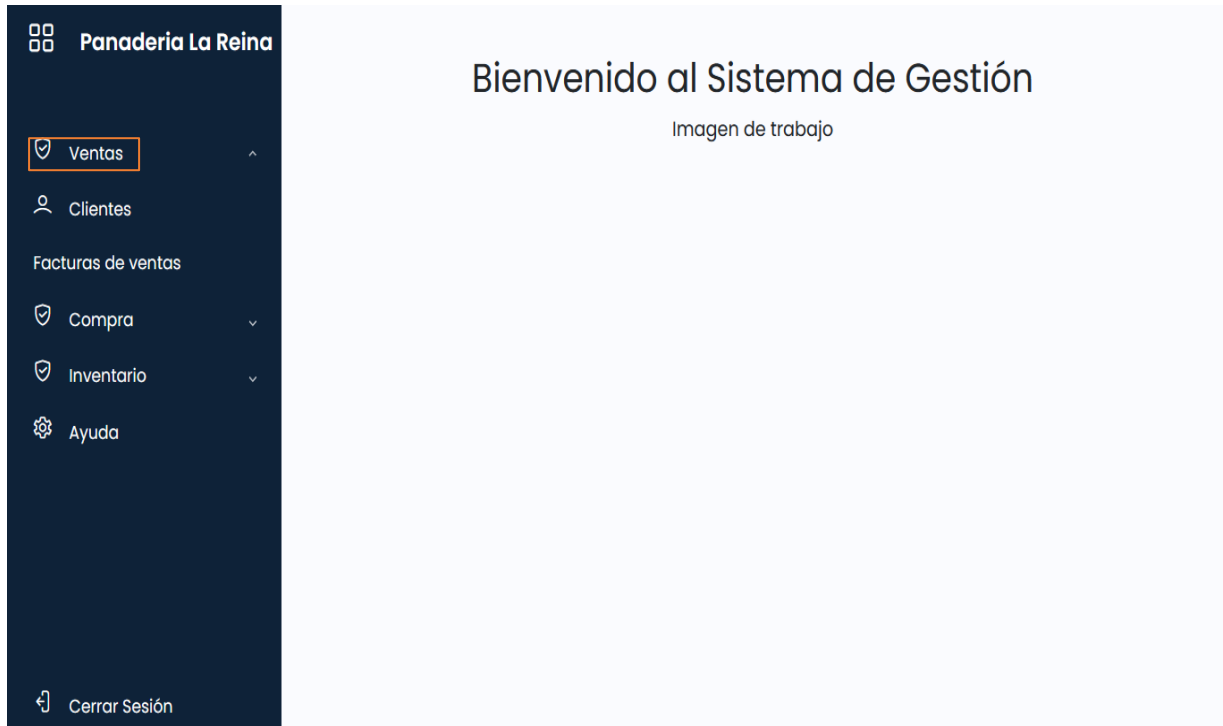 Panaderia La Reina
Ventas
Clientes
Facturas de ventas
Compra
Inventario
Ayuda
Cerrar Sesión
Bienvenido al Sistema de Gestión
Imagen de trabajo